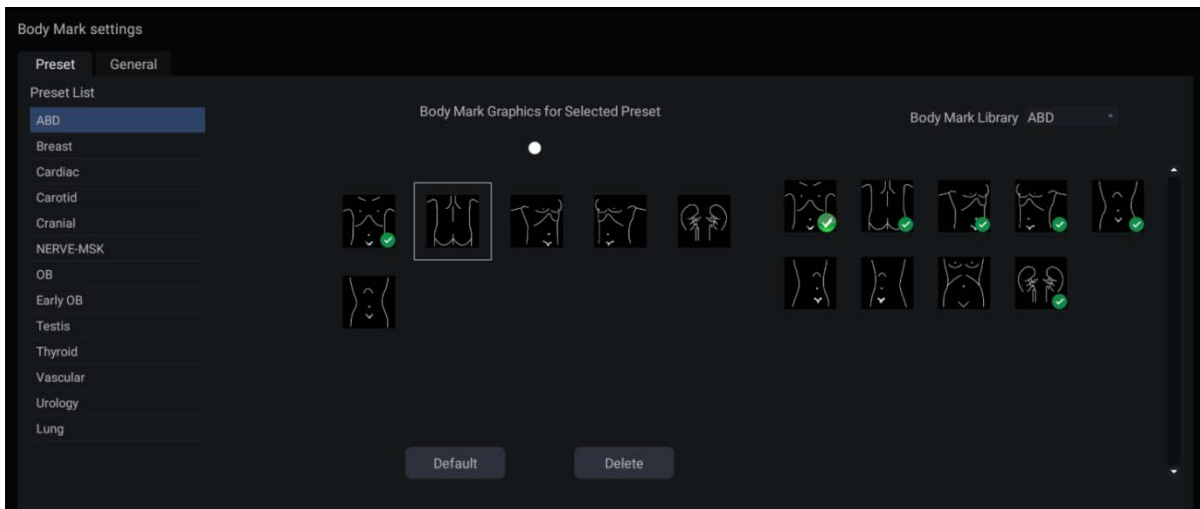 Body Mark settings
Preset General
Preset List
ABD
Breast
Cardiac
Carotid
Cranial
NERVE-MSK
OB
Early OB
Testis
Thyroid
Vascular
Urology
Lung
Body Mark Graphics for Selected Preset
Body Mark Library ABD
Default Delete